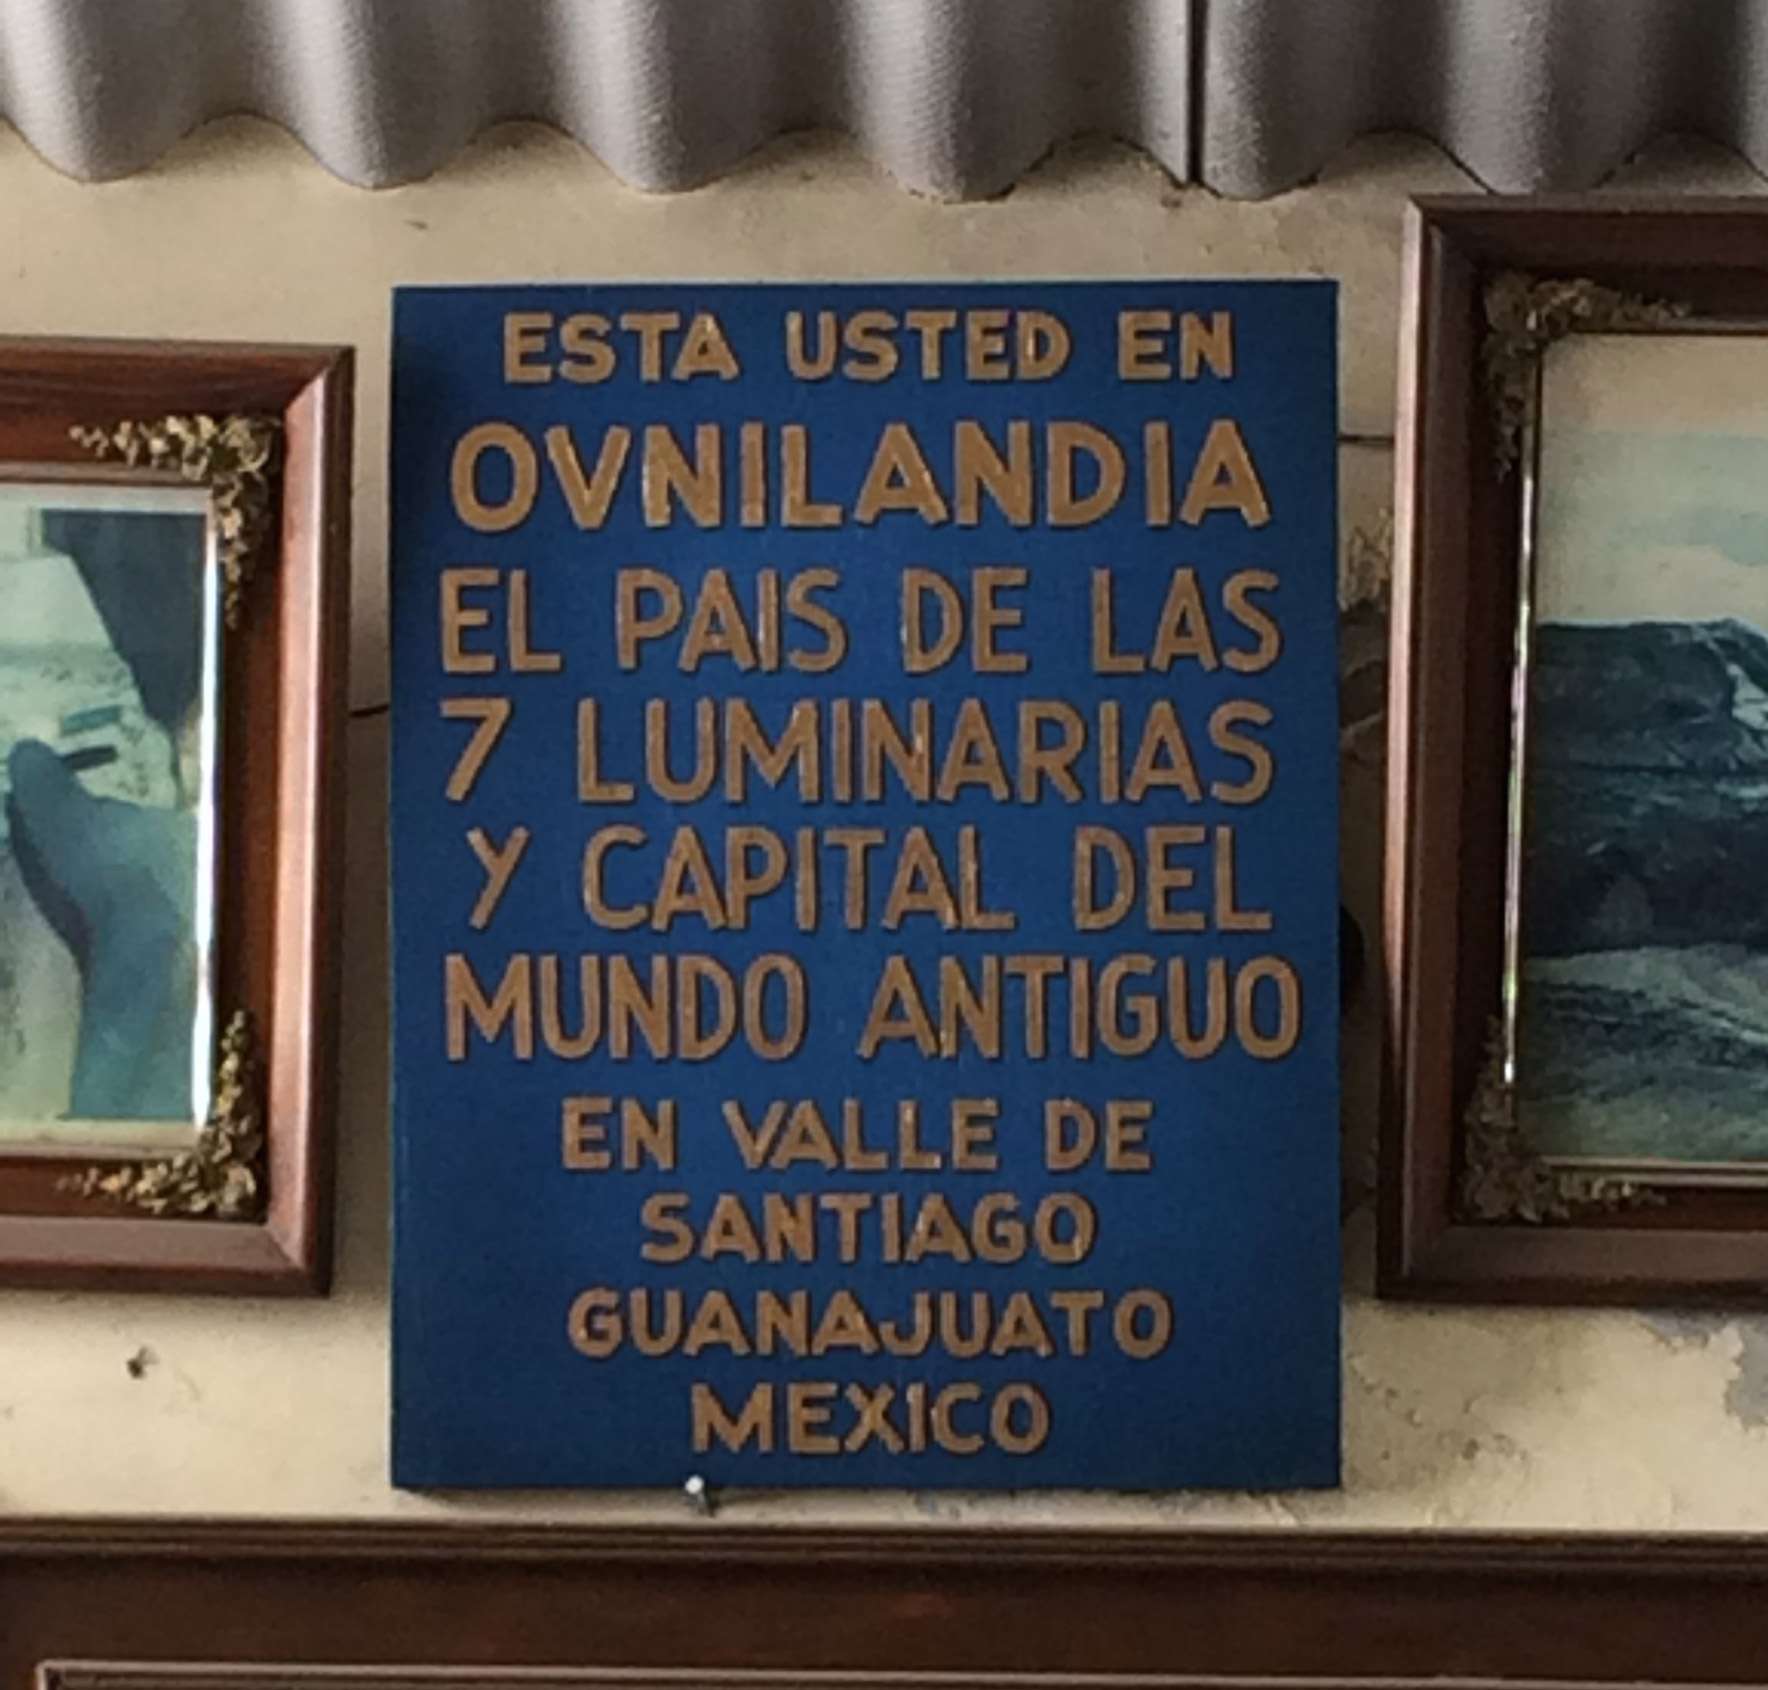 ESTA USTED EN
OVNILANDIA
EL PAIS DE LAS
7 LUMINARIAS
Y CAPITAL DEL
MUNDO ANTIGUO
EN VALLE DE
SANTIAGO
GUANAJUATO
MEXICO